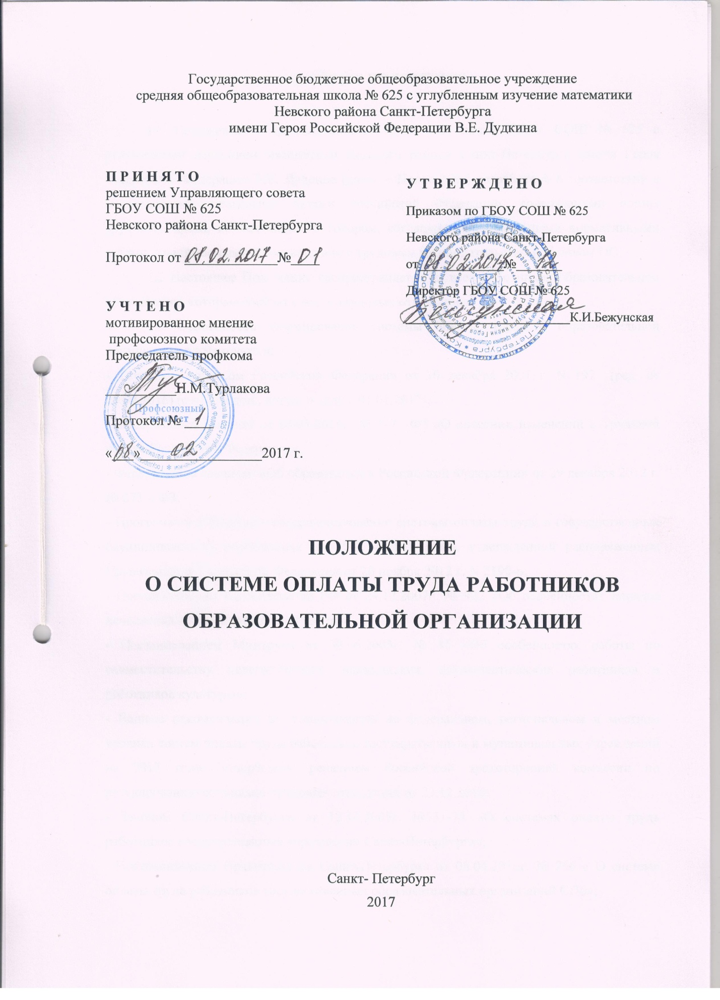 Государственное бюджетное общеобразовательное учреждение
средняя общеобразовательная школа № 625 с углубленным изучение математики
Невского района Санкт-Петербурга
имени Героя Российской Федерации В.Е. Дудкина
П Р И Н Я Т О
решением Управляющего совета
ГБОУ СОШ № 625
Невского района Санкт-Петербурга
Протокол от 08.02.2017 № 01
У Ч Т Е Н О
мотивированное мнение
профсоюзного комитета
Председатель профкома
Н.М.Турлакова
Профсоюзный
комитет
Протокол № 1
«08» 02 2017 г.
У Т В Е Р Ж Д Е Н О
Приказом по ГБОУ СОШ № 625
Невского района Санкт-Петербурга
от 08.02.2017 № 12
Директор ГБОУ СОШ № 625
К.И.Бежунская
ПОЛОЖЕНИЕ
О СИСТЕМЕ ОПЛАТЫ ТРУДА РАБОТНИКОВ
ОБРАЗОВАТЕЛЬНОЙ ОРГАНИЗАЦИИ
Санкт- Петербург
2017